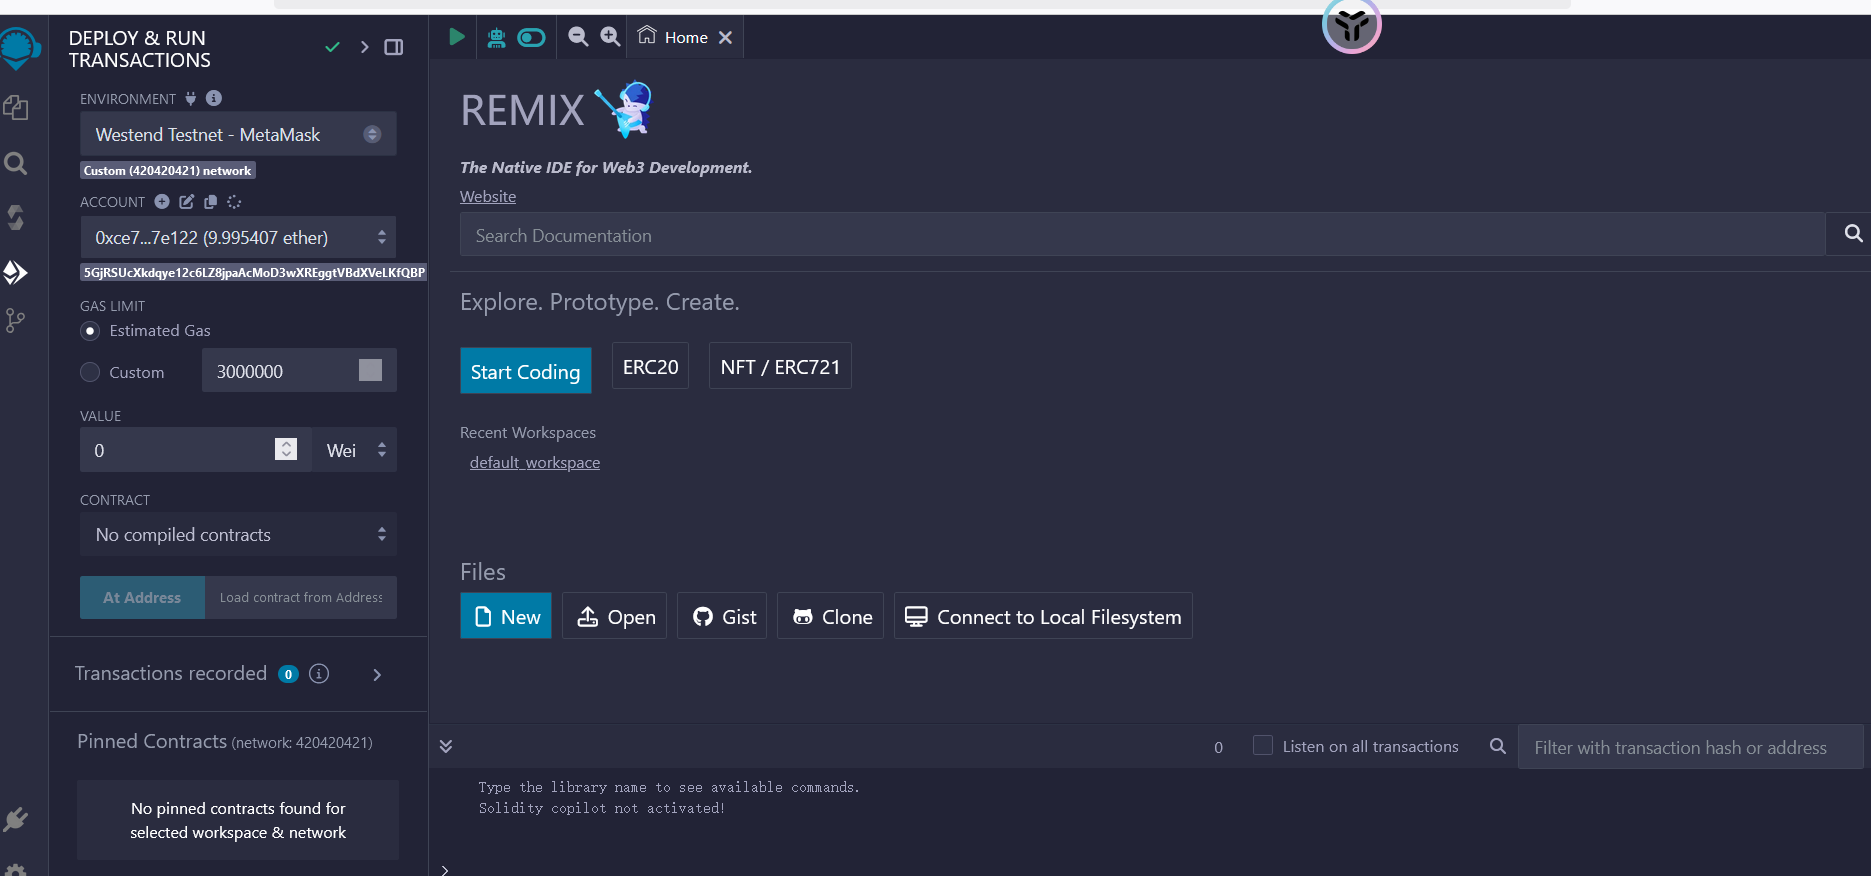 DEPLOY & RUN
TRANSACTIONS
ENVIRONMENT
Westend Testnet - MetaMask
Custom (420420421) network
ACCOUNT
0xce7...7e122 (9.995407 ether)
5GjRSUcXkdqye12c6LZ8jpaAcMoD3wXREggtVBdXVeLKfQBP
GAS LIMIT
Estimated Gas
Custom
3000000
VALUE
0
Wei
CONTRACT
No compiled contracts
At Address
Load contract from Address
Transactions recorded 0
Pinned Contracts (network: 420420421)
No pinned contracts found for
selected workspace & network
Home
REMIX
The Native IDE for Web3 Development.
Website
Search Documentation
Explore. Prototype. Create.
Start Coding
ERC20
NFT / ERC721
Recent Workspaces
default_workspace
Files
New
Open
Gist
Clone
Connect to Local Filesystem
0
Listen on all transactions
Filter with transaction hash or address
Type the library name to see available commands.
Solidity copilot not activated!
>